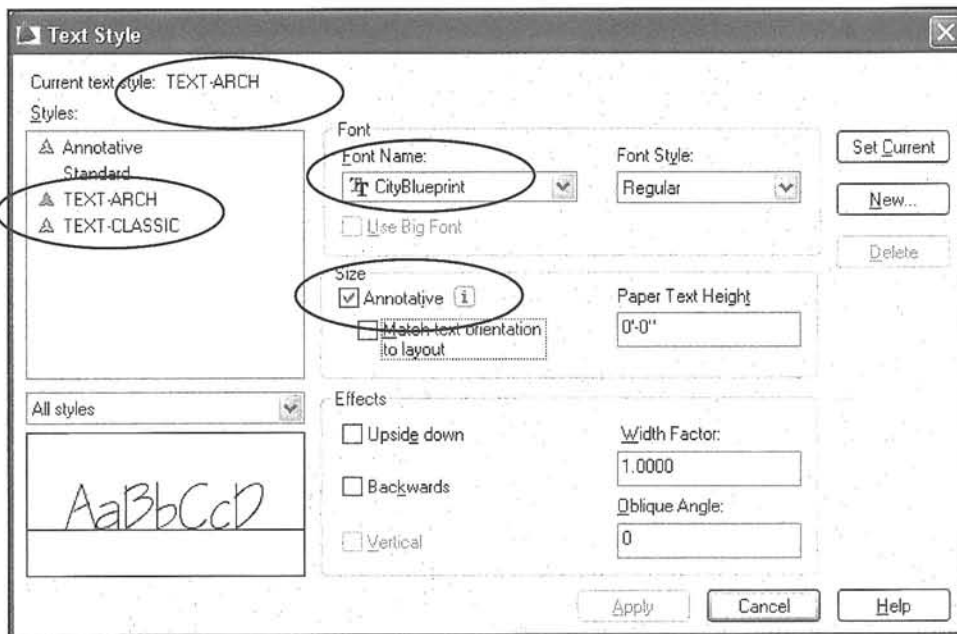 Text Style
Current text style: TEXT-ARCH
Styles:
Annotative
Standard
TEXT-ARCH
TEXT-CLASSIC
All styles
AaBbCcD
Font
Font Name:
CityBlueprint
Use Big Font
Font Style:
Regular
Size
Annotative
Match text orientation
to layout
Paper Text Height
0'-0"
Effects
Upside down
Backwards
Vertical
Width Factor:
1.0000
Oblique Angle:
0
Set Current
New...
Delete
Apply
Cancel
Help